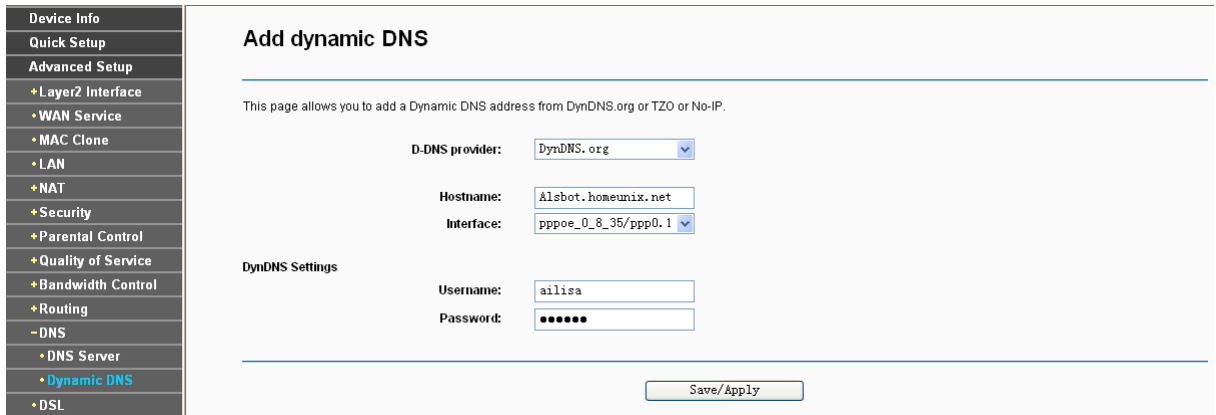 Device Info
Quick Setup
Advanced Setup
+Layer2 Interface
•WAN Service
•MAC Clone
•LAN
+NAT
+Security
+Parental Control
+Quality of Service
+Bandwidth Control
+Routing
−DNS
•DNS Server
•Dynamic DNS
•DSL
Add dynamic DNS
This page allows you to add a Dynamic DNS address from DynDNS.org or TZO or No-IP.
D-DNS provider: DynDNS.org
Hostname: Alsbot.homeunix.net
Interface: pppoe_0_8_35/ppp0.1
DynDNS Settings
Username: ailisa
Password: ●●●●●●
Save/Apply